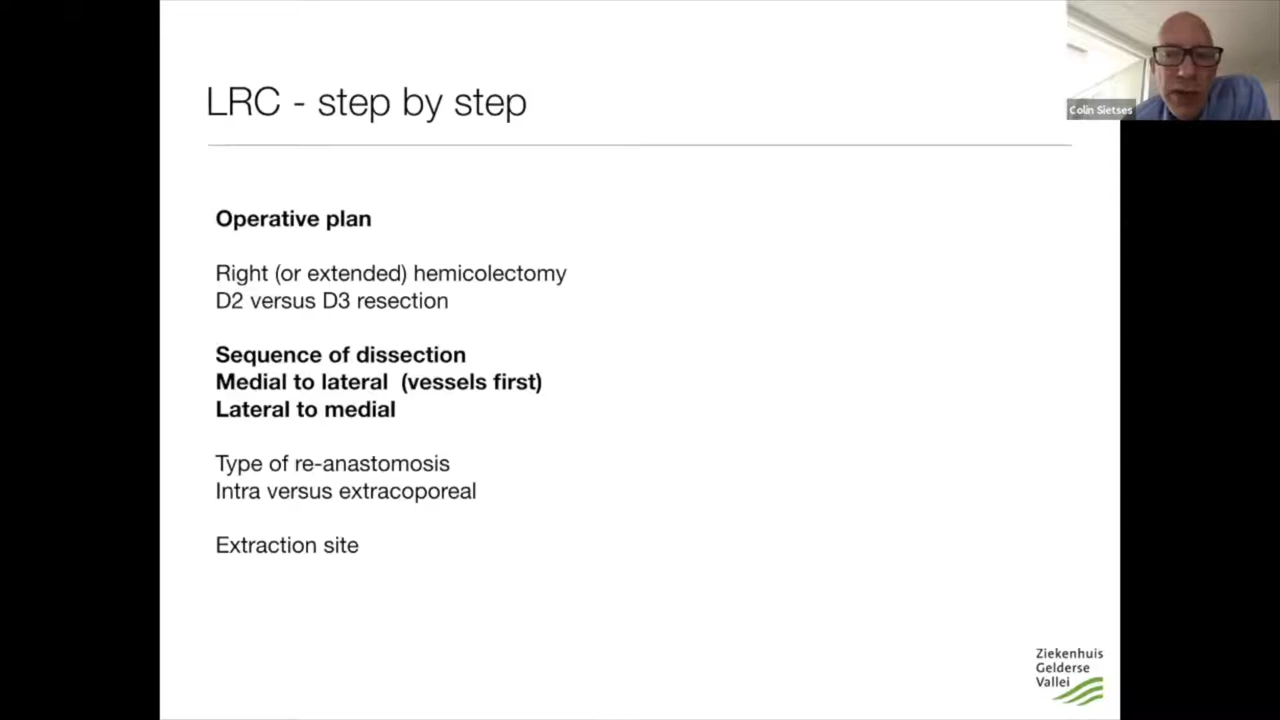 LRC - step by step
Colin Sietses
Operative plan
Right (or extended) hemicolectomy
D2 versus D3 resection
Sequence of dissection
Medial to lateral (vessels first)
Lateral to medial
Type of re-anastomosis
Intra versus extracoporeal
Extraction site
Ziekenhuis
Gelderse
Vallei